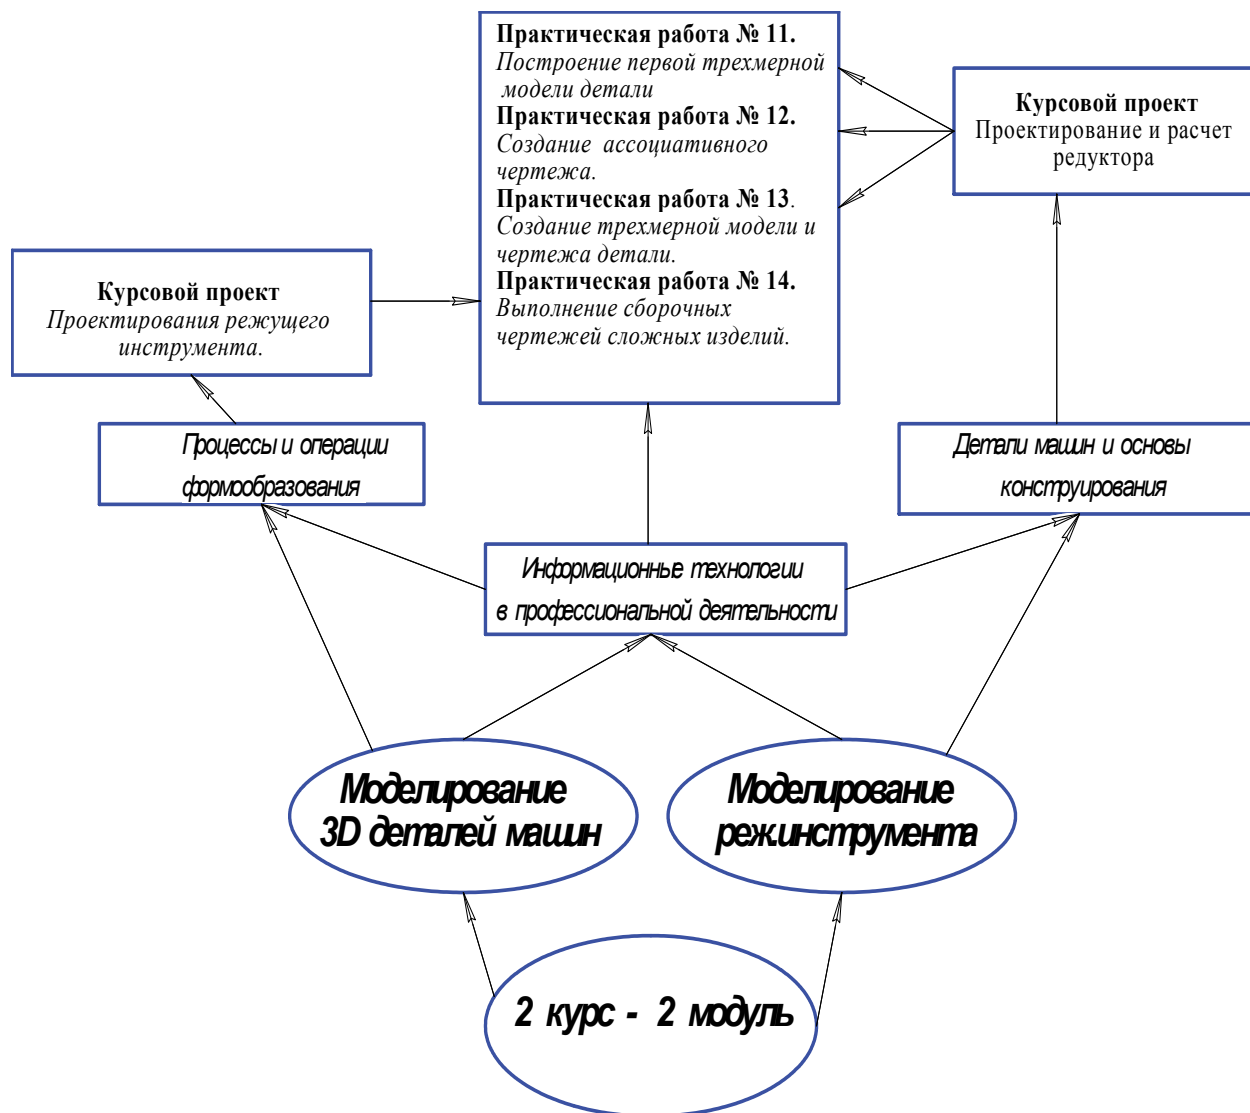 Практическая работа № 11.
Построение первой трехмерной
модели детали
Практическая работа № 12.
Создание ассоциативного
чертежа.
Практическая работа № 13.
Создание трехмерной модели и
чертежа детали.
Практическая работа № 14.
Выполнение сборочных
чертежей сложных изделий.
Курсовой проект
Проектирование и расчет
редуктора
Курсовой проект
Проектирования режущего
инструмента.
Процессы и операции
формообразования
Детали машин и основы
конструирования
Информационные технологии
в профессиональной деятельности
Моделирование
3D деталей машин
Моделирование
реж.инструмента
2 курс - 2 модуль